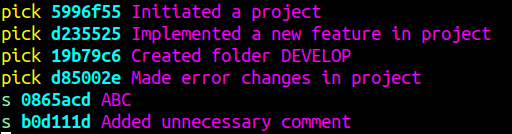 pick 5996f55 Initiated a project
pick d235525 Implemented a new feature in project
pick 19b79c6 Created folder DEVELOP
pick d85002e Made error changes in project
s 0865acd ABC
s b0d111d Added unnecessary comment